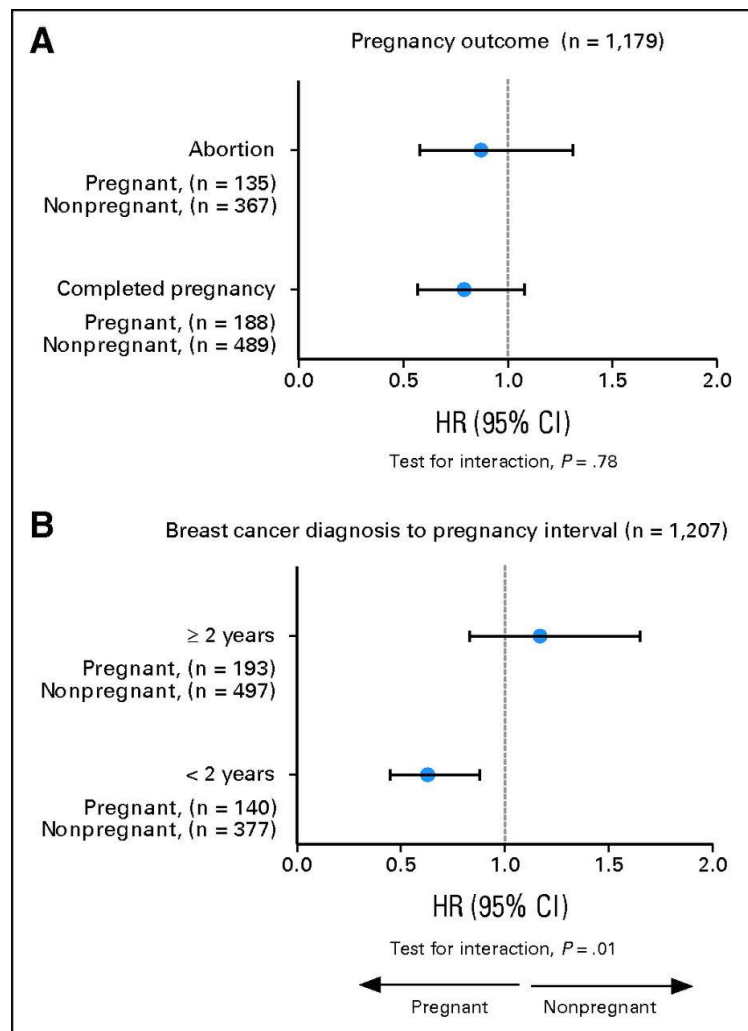 A
Pregnancy outcome (n = 1,179)
Abortion
Pregnant, (n = 135)
Nonpregnant, (n = 367)
Completed pregnancy
Pregnant, (n = 188)
Nonpregnant, (n = 489)
0.0 0.5 1.0 1.5 2.0
HR (95% CI)
Test for interaction, P = .78
B
Breast cancer diagnosis to pregnancy interval (n = 1,207)
≥ 2 years
Pregnant, (n = 193)
Nonpregnant, (n = 497)
< 2 years
Pregnant, (n = 140)
Nonpregnant, (n = 377)
0.0 0.5 1.0 1.5 2.0
HR (95% CI)
Test for interaction, P = .01
Pregnant Nonpregnant